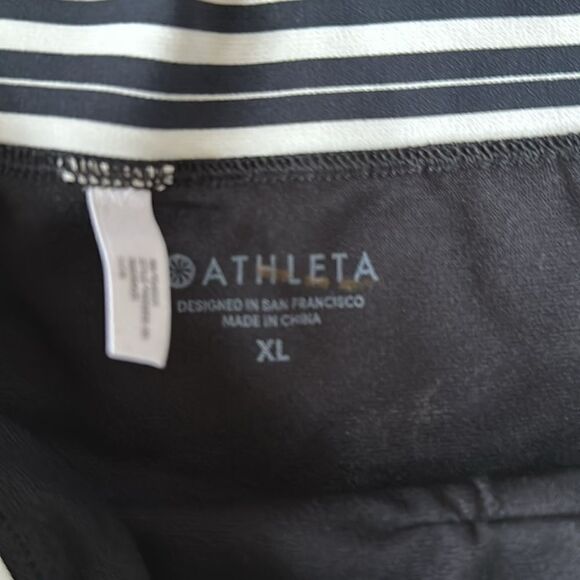 ATHLETA
DESIGNED IN SAN FRANCISCO
MADE IN CHINA
XL